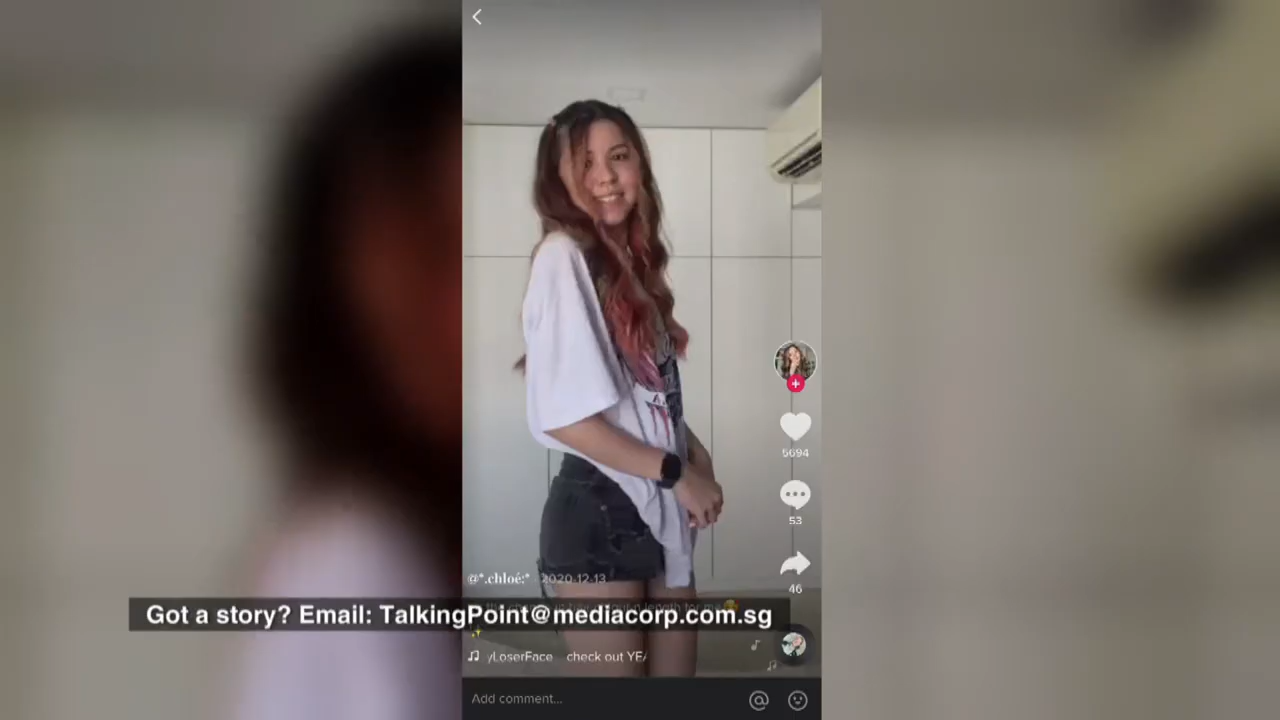 5694
53
46
@*.chloé:* · 2020-12-13
Got a story? Email: TalkingPoint@mediacorp.com.sg
yLoserFace check out YEA
Add comment...